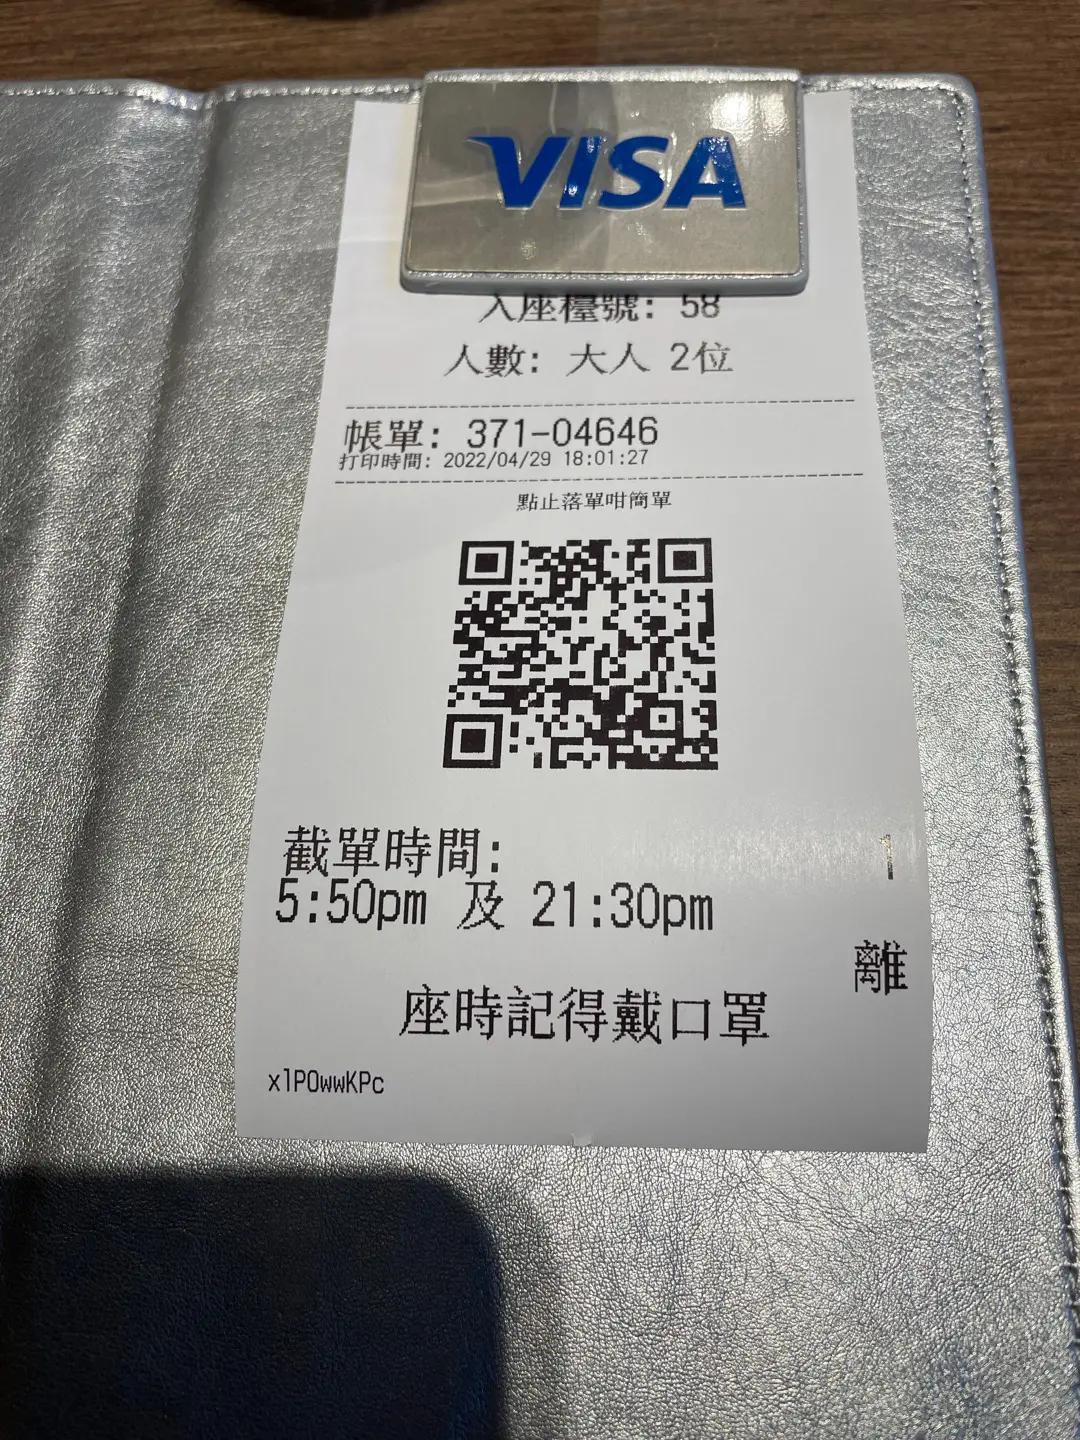 VISA
入座檯號: 58
人數: 大人 2位
帳單: 371-04646
打印時間: 2022/04/29 18:01:27
點止落單咁簡單
截單時間:
1
5:50pm 及 21:30pm
離
座時記得戴口罩
x1P0wwKPc